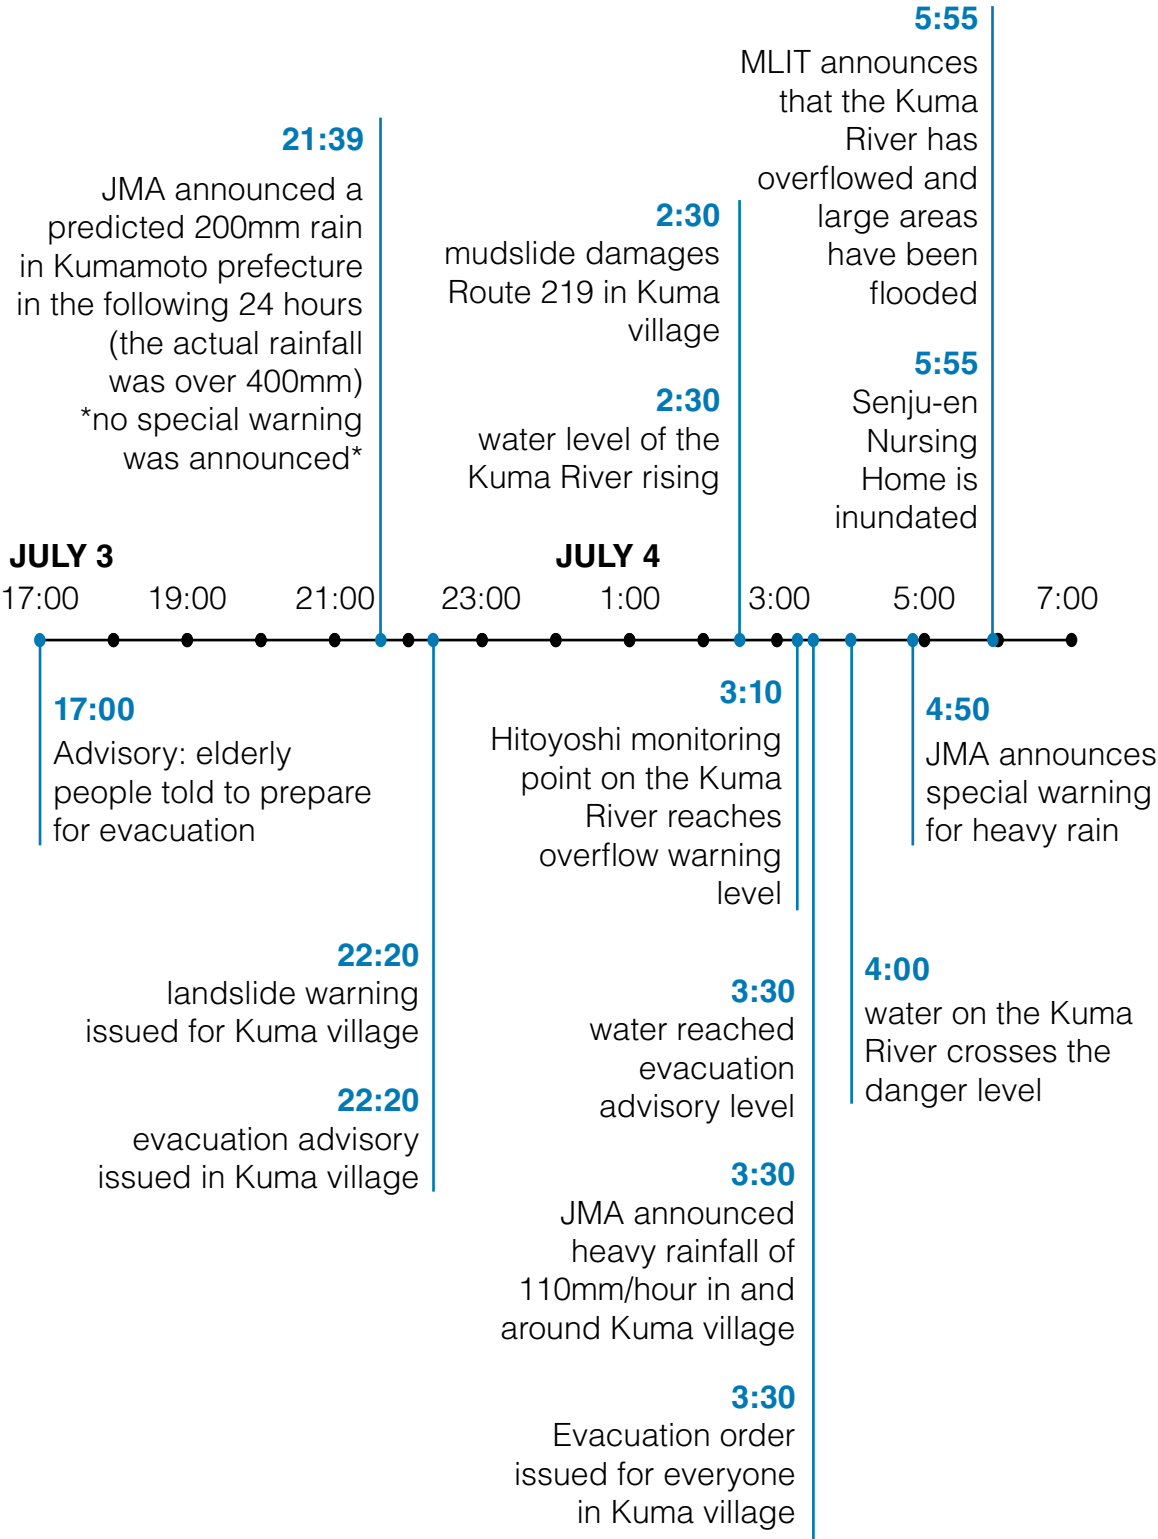 21:39
JMA announced a
predicted 200mm rain
in Kumamoto prefecture
in the following 24 hours
(the actual rainfall
was over 400mm)
*no special warning
was announced*
2:30
mudslide damages
Route 219 in Kuma
village
2:30
water level of the
Kuma River rising
5:55
MLIT announces
that the Kuma
River has
overflowed and
large areas
have been
flooded
5:55
Senju-en
Nursing
Home is
inundated
JULY 3
JULY 4
17:00 19:00 21:00 23:00 1:00 3:00 5:00 7:00
17:00
Advisory: elderly
people told to prepare
for evacuation
22:20
landslide warning
issued for Kuma village
22:20
evacuation advisory
issued in Kuma village
3:10
Hitoyoshi monitoring
point on the Kuma
River reaches
overflow warning
level
3:30
water reached
evacuation
advisory level
3:30
JMA announced
heavy rainfall of
110mm/hour in and
around Kuma village
3:30
Evacuation order
issued for everyone
in Kuma village
4:00
water on the Kuma
River crosses the
danger level
4:50
JMA announces
special warning
for heavy rain